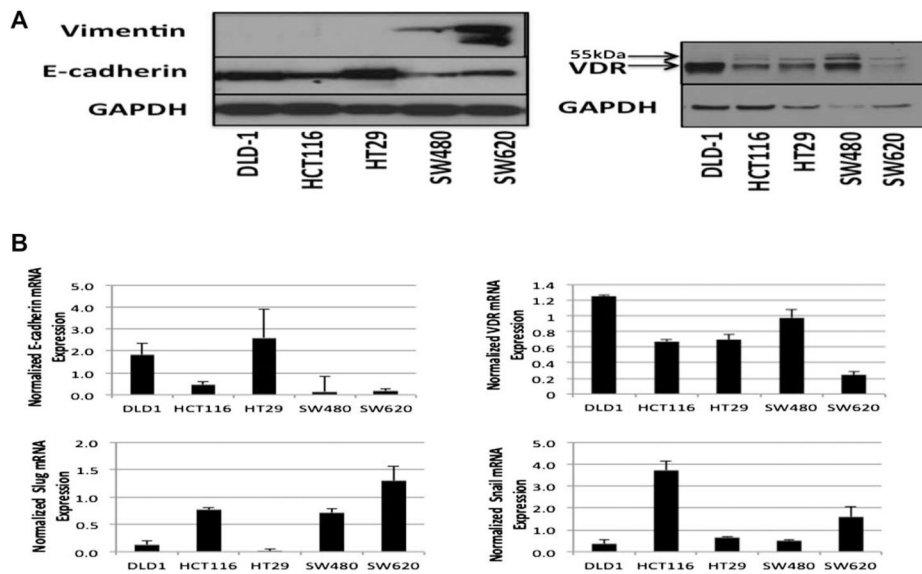 A
Vimentin
E-cadherin
GAPDH
DLD-1
HCT116
HT29
SW480
SW620
55kDa
VDR
GAPDH
DLD-1
HCT116
HT29
SW480
SW620
B
Normalized E-cadherin mRNA
Expression
5.0
4.0
3.0
2.0
1.0
0.0
DLD1 HCT116 HT29 SW480 SW620
Normalized VDR mRNA
Expression
1.4
1.2
1
0.8
0.6
0.4
0.2
0
DLD1 HCT116 HT29 SW480 SW620
Normalized Slug mRNA
Expression
2.0
1.5
1.0
0.5
0.0
DLD1 HCT116 HT29 SW480 SW620
Normalized Snail mRNA
Expression
5.0
4.0
3.0
2.0
1.0
0.0
DLD1 HCT116 HT29 SW480 SW620